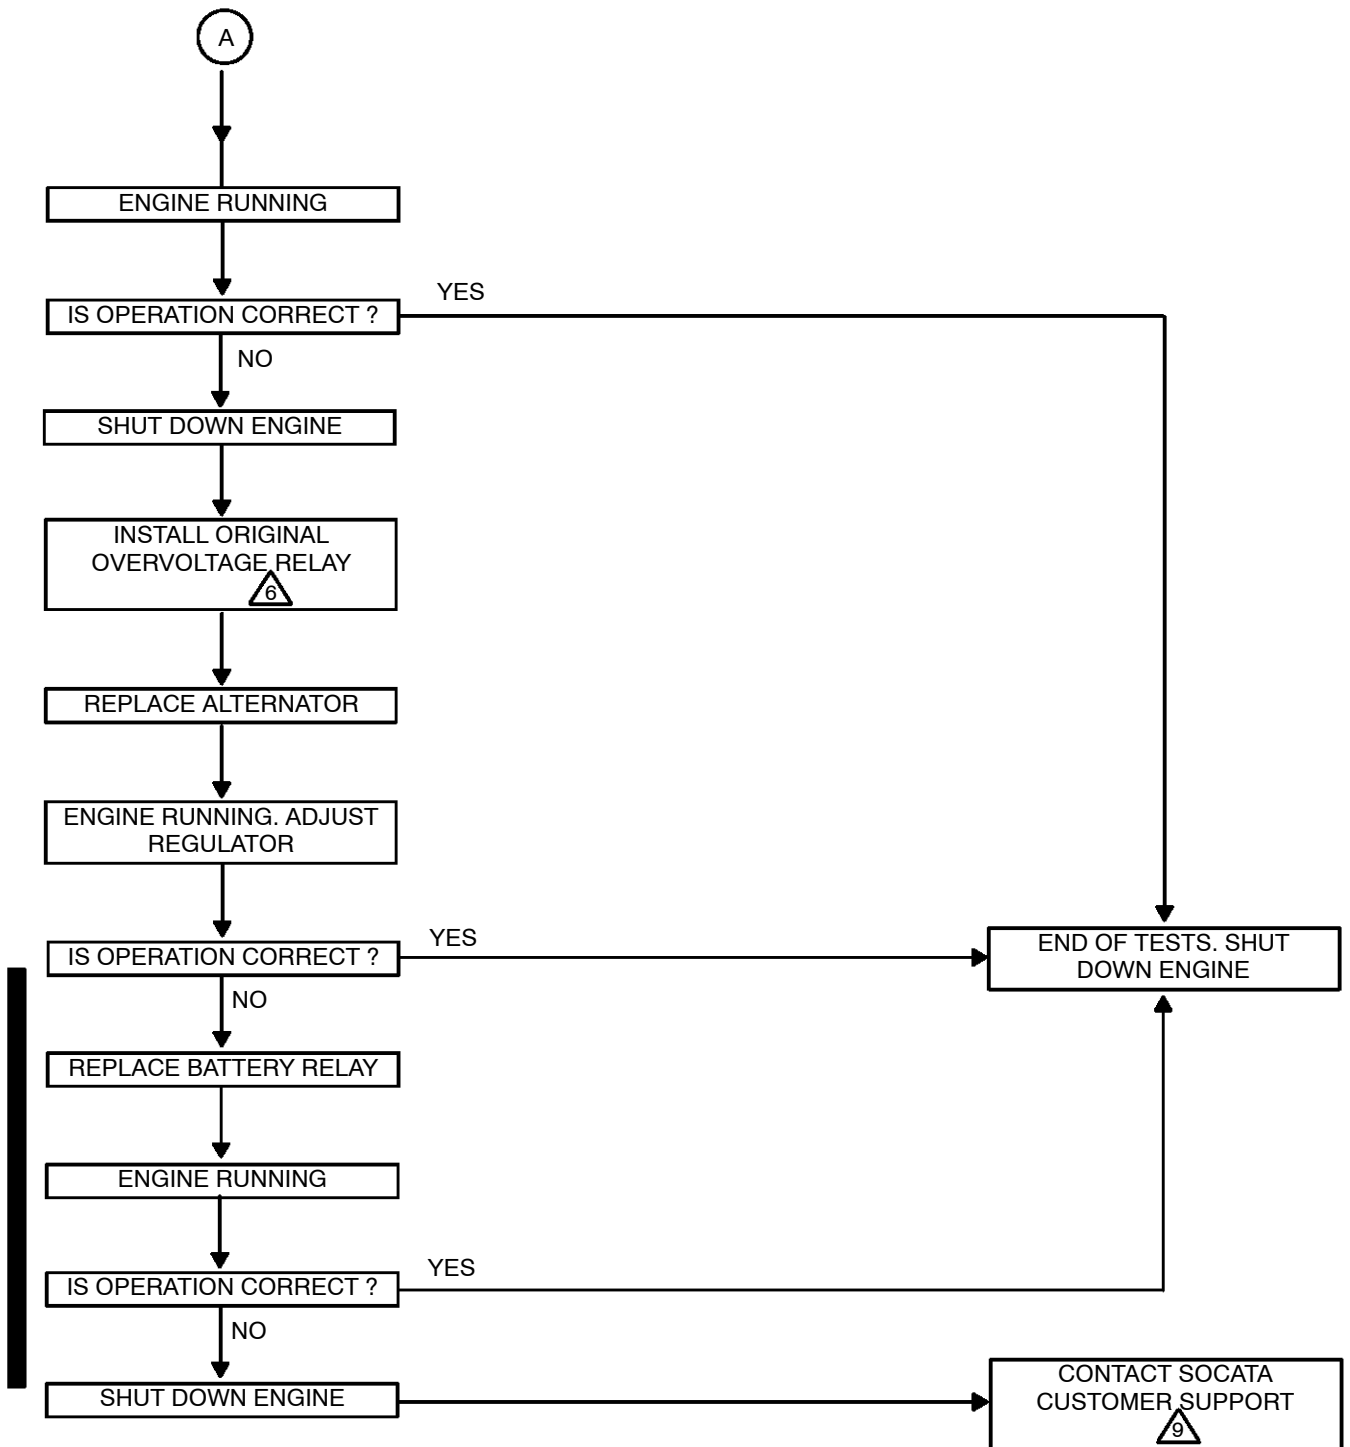 A
ENGINE RUNNING
YES
IS OPERATION CORRECT ?
NO
SHUT DOWN ENGINE
INSTALL ORIGINAL
OVERVOLTAGE RELAY
6
REPLACE ALTERNATOR
ENGINE RUNNING. ADJUST
REGULATOR
YES
IS OPERATION CORRECT ?
END OF TESTS. SHUT
DOWN ENGINE
NO
REPLACE BATTERY RELAY
ENGINE RUNNING
YES
IS OPERATION CORRECT ?
NO
SHUT DOWN ENGINE
CONTACT SOCATA
CUSTOMER SUPPORT
9